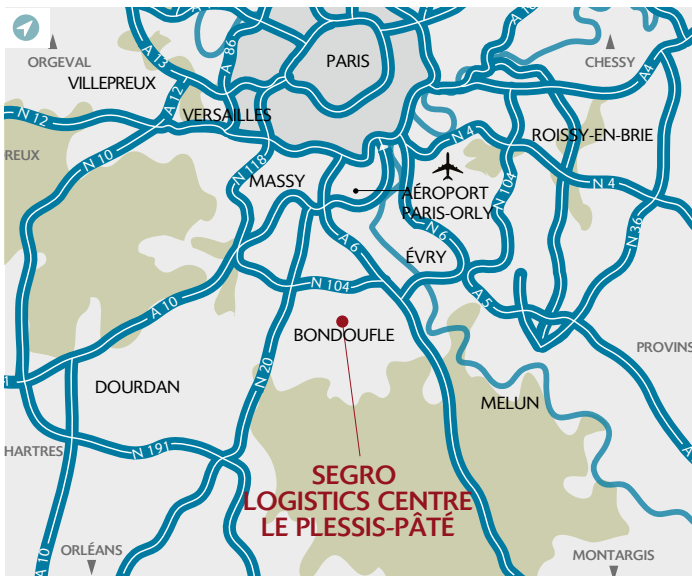 ORGEVAL
A 13
A 86
PARIS
A 18
CHESSY
VILLEPREUX
A 12
A4
N 12
VERSAILLES
N 4
ROISSY-EN-BRIE
REUX
N 10
N 118
MASSY
AÉROPORT
PARIS-ORLY
N 104
N 4
N 6
N 36
A 6
ÉVRY
N 104
A 10
A 5
BONDOUFLE
PROVINS
N 20
DOURDAN
MELUN
HARTRES
N 191
SEGRO
LOGISTICS CENTRE
LE PLESSIS-PÂTÉ
ORLÉANS
A 10
MONTARGIS